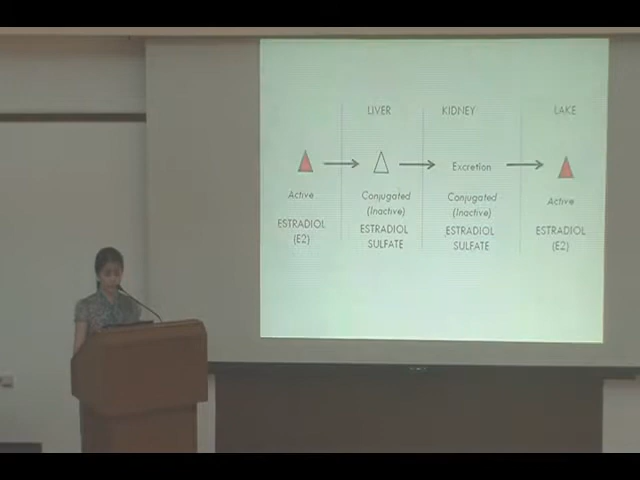 LIVER
KIDNEY
LAKE
Excretion
Active
Conjugated
(Inactive)
Conjugated
(Inactive)
Active
ESTRADIOL
(E2)
ESTRADIOL
SULFATE
ESTRADIOL
SULFATE
ESTRADIOL
(E2)